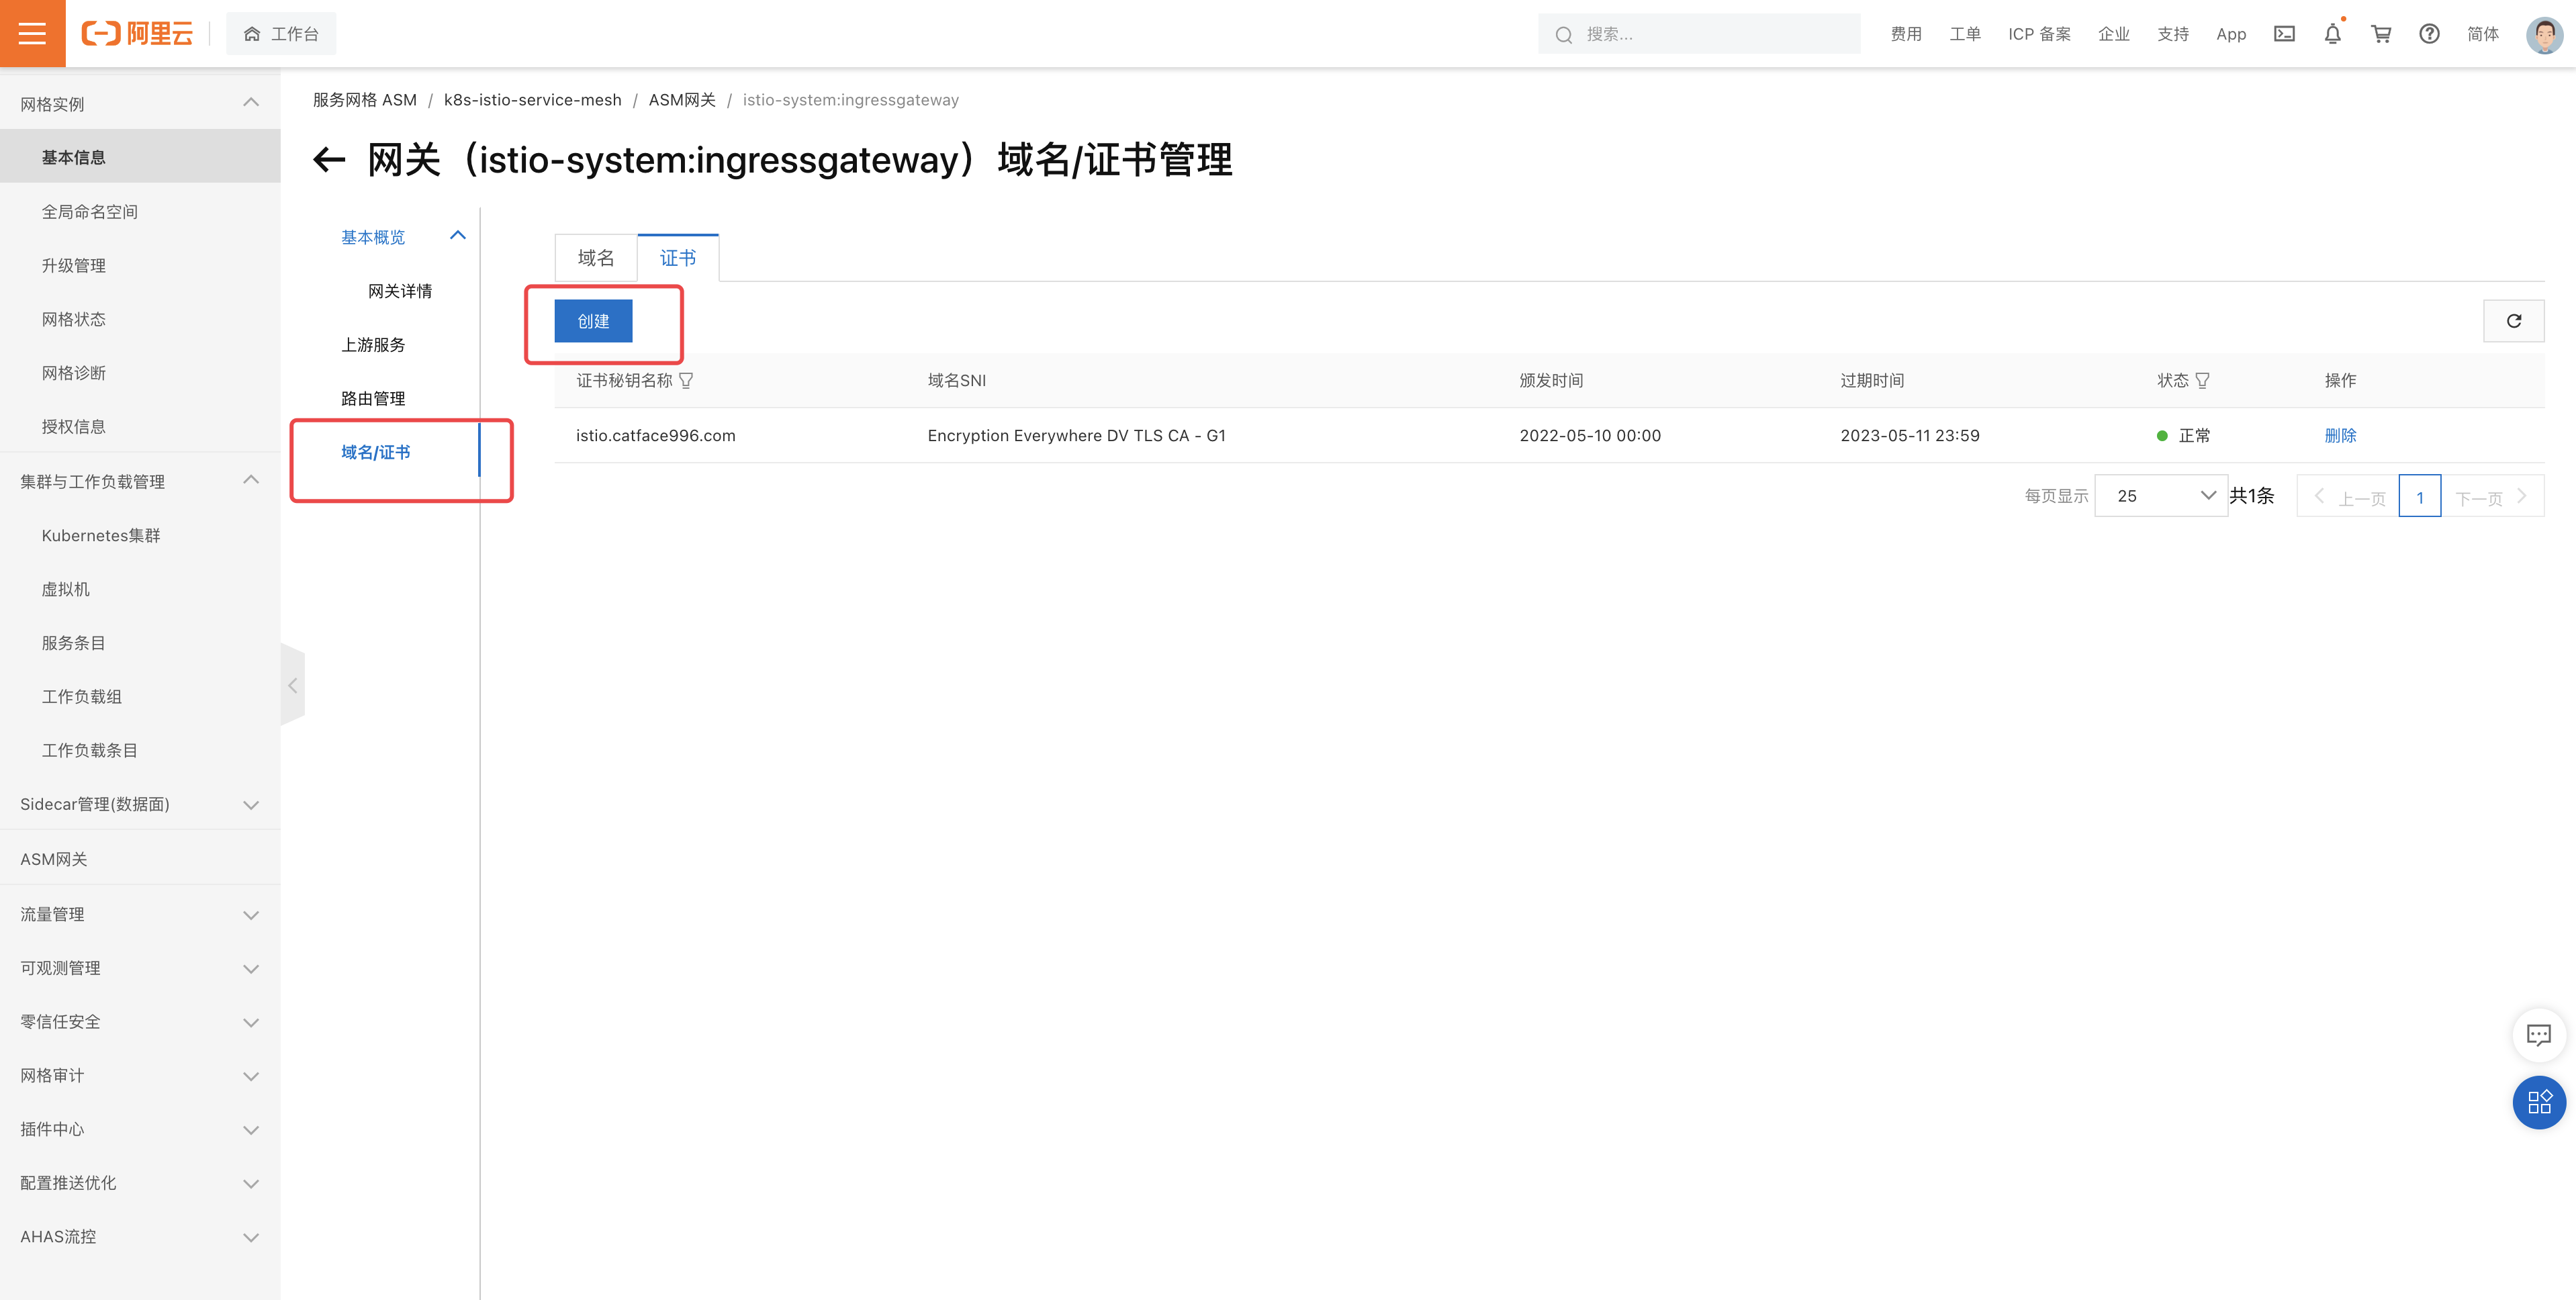 阿里云
工作台
搜索...
费用 工单 ICP 备案 企业 支持 App 简体
网格实例
基本信息
全局命名空间
升级管理
网格状态
网格诊断
授权信息
集群与工作负载管理
Kubernetes集群
虚拟机
服务条目
工作负载组
工作负载条目
Sidecar管理(数据面)
ASM网关
流量管理
可观测管理
零信任安全
网格审计
插件中心
配置推送优化
AHAS流控
服务网格 ASM / k8s-istio-service-mesh / ASM网关 / istio-system:ingressgateway
网关（istio-system:ingressgateway）域名/证书管理
基本概览
网关详情
上游服务
路由管理
域名/证书
域名 证书
创建
证书秘钥名称 域名SNI 颁发时间 过期时间 状态 操作
istio.catface996.com Encryption Everywhere DV TLS CA - G1 2022-05-10 00:00 2023-05-11 23:59 正常 删除
每页显示 25 共1条 上一页 1 下一页